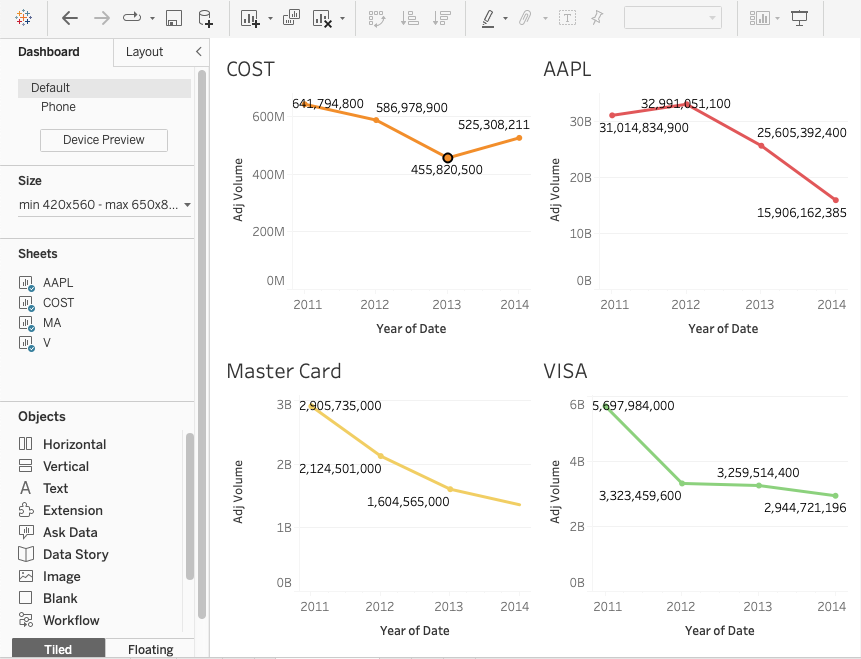 Dashboard
Layout
Default
Phone
Device Preview
Size
min 420x560 - max 650x8...
Sheets
AAPL
COST
MA
V
Objects
Horizontal
Vertical
Text
Extension
Ask Data
Data Story
Image
Blank
Workflow
Tiled
Floating
COST
641,794,800
586,978,900
525,308,211
455,820,500
600M
400M
200M
0M
Adj Volume
2011
2012
2013
2014
Year of Date
AAPL
32,991,051,100
31,014,834,900
25,605,392,400
15,906,162,385
30B
20B
10B
0B
Adj Volume
2011
2012
2013
2014
Year of Date
Master Card
3B
2,905,735,000
2B
2,124,501,000
1,604,565,000
1B
0B
Adj Volume
2011
2012
2013
2014
Year of Date
VISA
6B
5,697,984,000
4B
3,259,514,400
3,323,459,600
2,944,721,196
2B
0B
Adj Volume
2011
2012
2013
2014
Year of Date